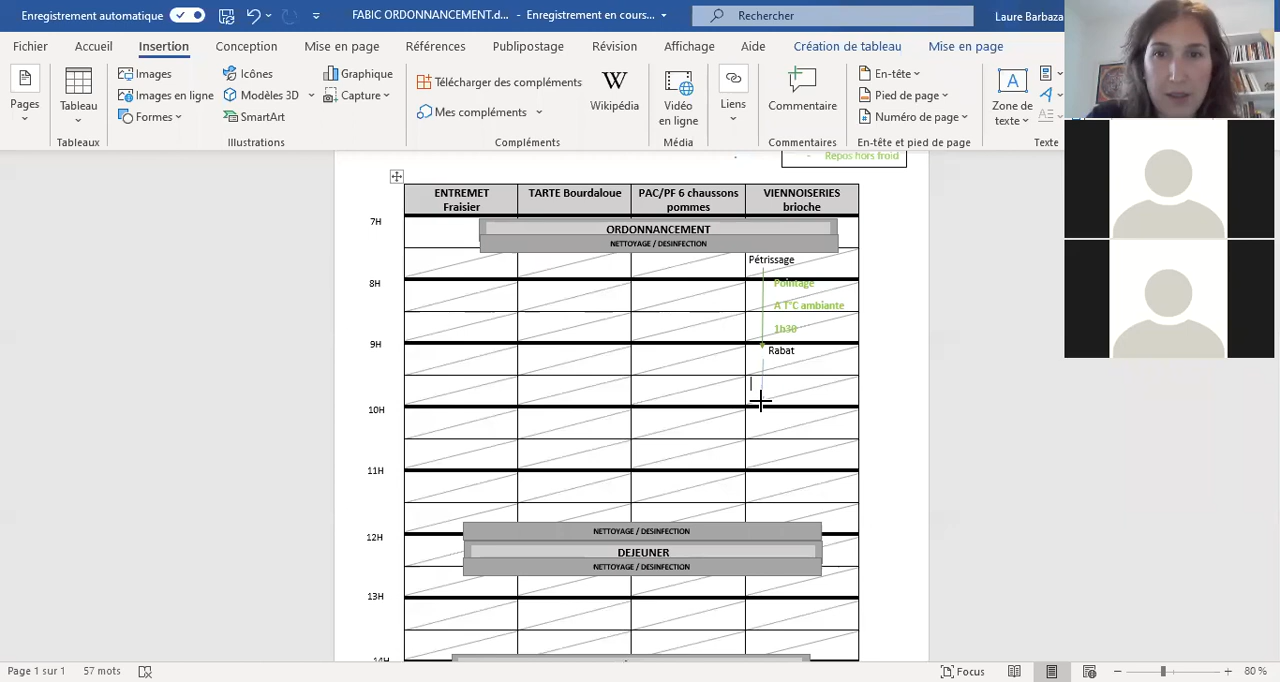 Enregistrement automatique
FABIC ORDONNANCEMENT.d... - Enregistrement en cours...
Rechercher
Laure Barbaza
Fichier Accueil Insertion Conception Mise en page Références Publipostage Révision Affichage Aide Création de tableau Mise en page
Pages
Tableau
Tableaux
Images
Images en ligne
Formes
Icônes
Modèles 3D
SmartArt
Graphique
Capture
Illustrations
Télécharger des compléments
Mes compléments
Wikipédia
Compléments
Vidéo
en ligne
Média
Liens
Commentaire
Commentaires
En-tête
Pied de page
Numéro de page
En-tête et pied de page
Zone de
texte
Texte
- Repos hors froid
ENTREMET
Fraisier
TARTE Bourdaloue
PAC/PF 6 chaussons
pommes
VIENNOISERIES
brioche
7H
ORDONNANCEMENT
NETTOYAGE / DESINFECTION
Pétrissage
8H
Pointage
A T°C ambiante
1h30
9H
Rabat
10H
11H
NETTOYAGE / DESINFECTION
12H
DEJEUNER
NETTOYAGE / DESINFECTION
13H
14H
Page 1 sur 1 57 mots
Focus
80 %